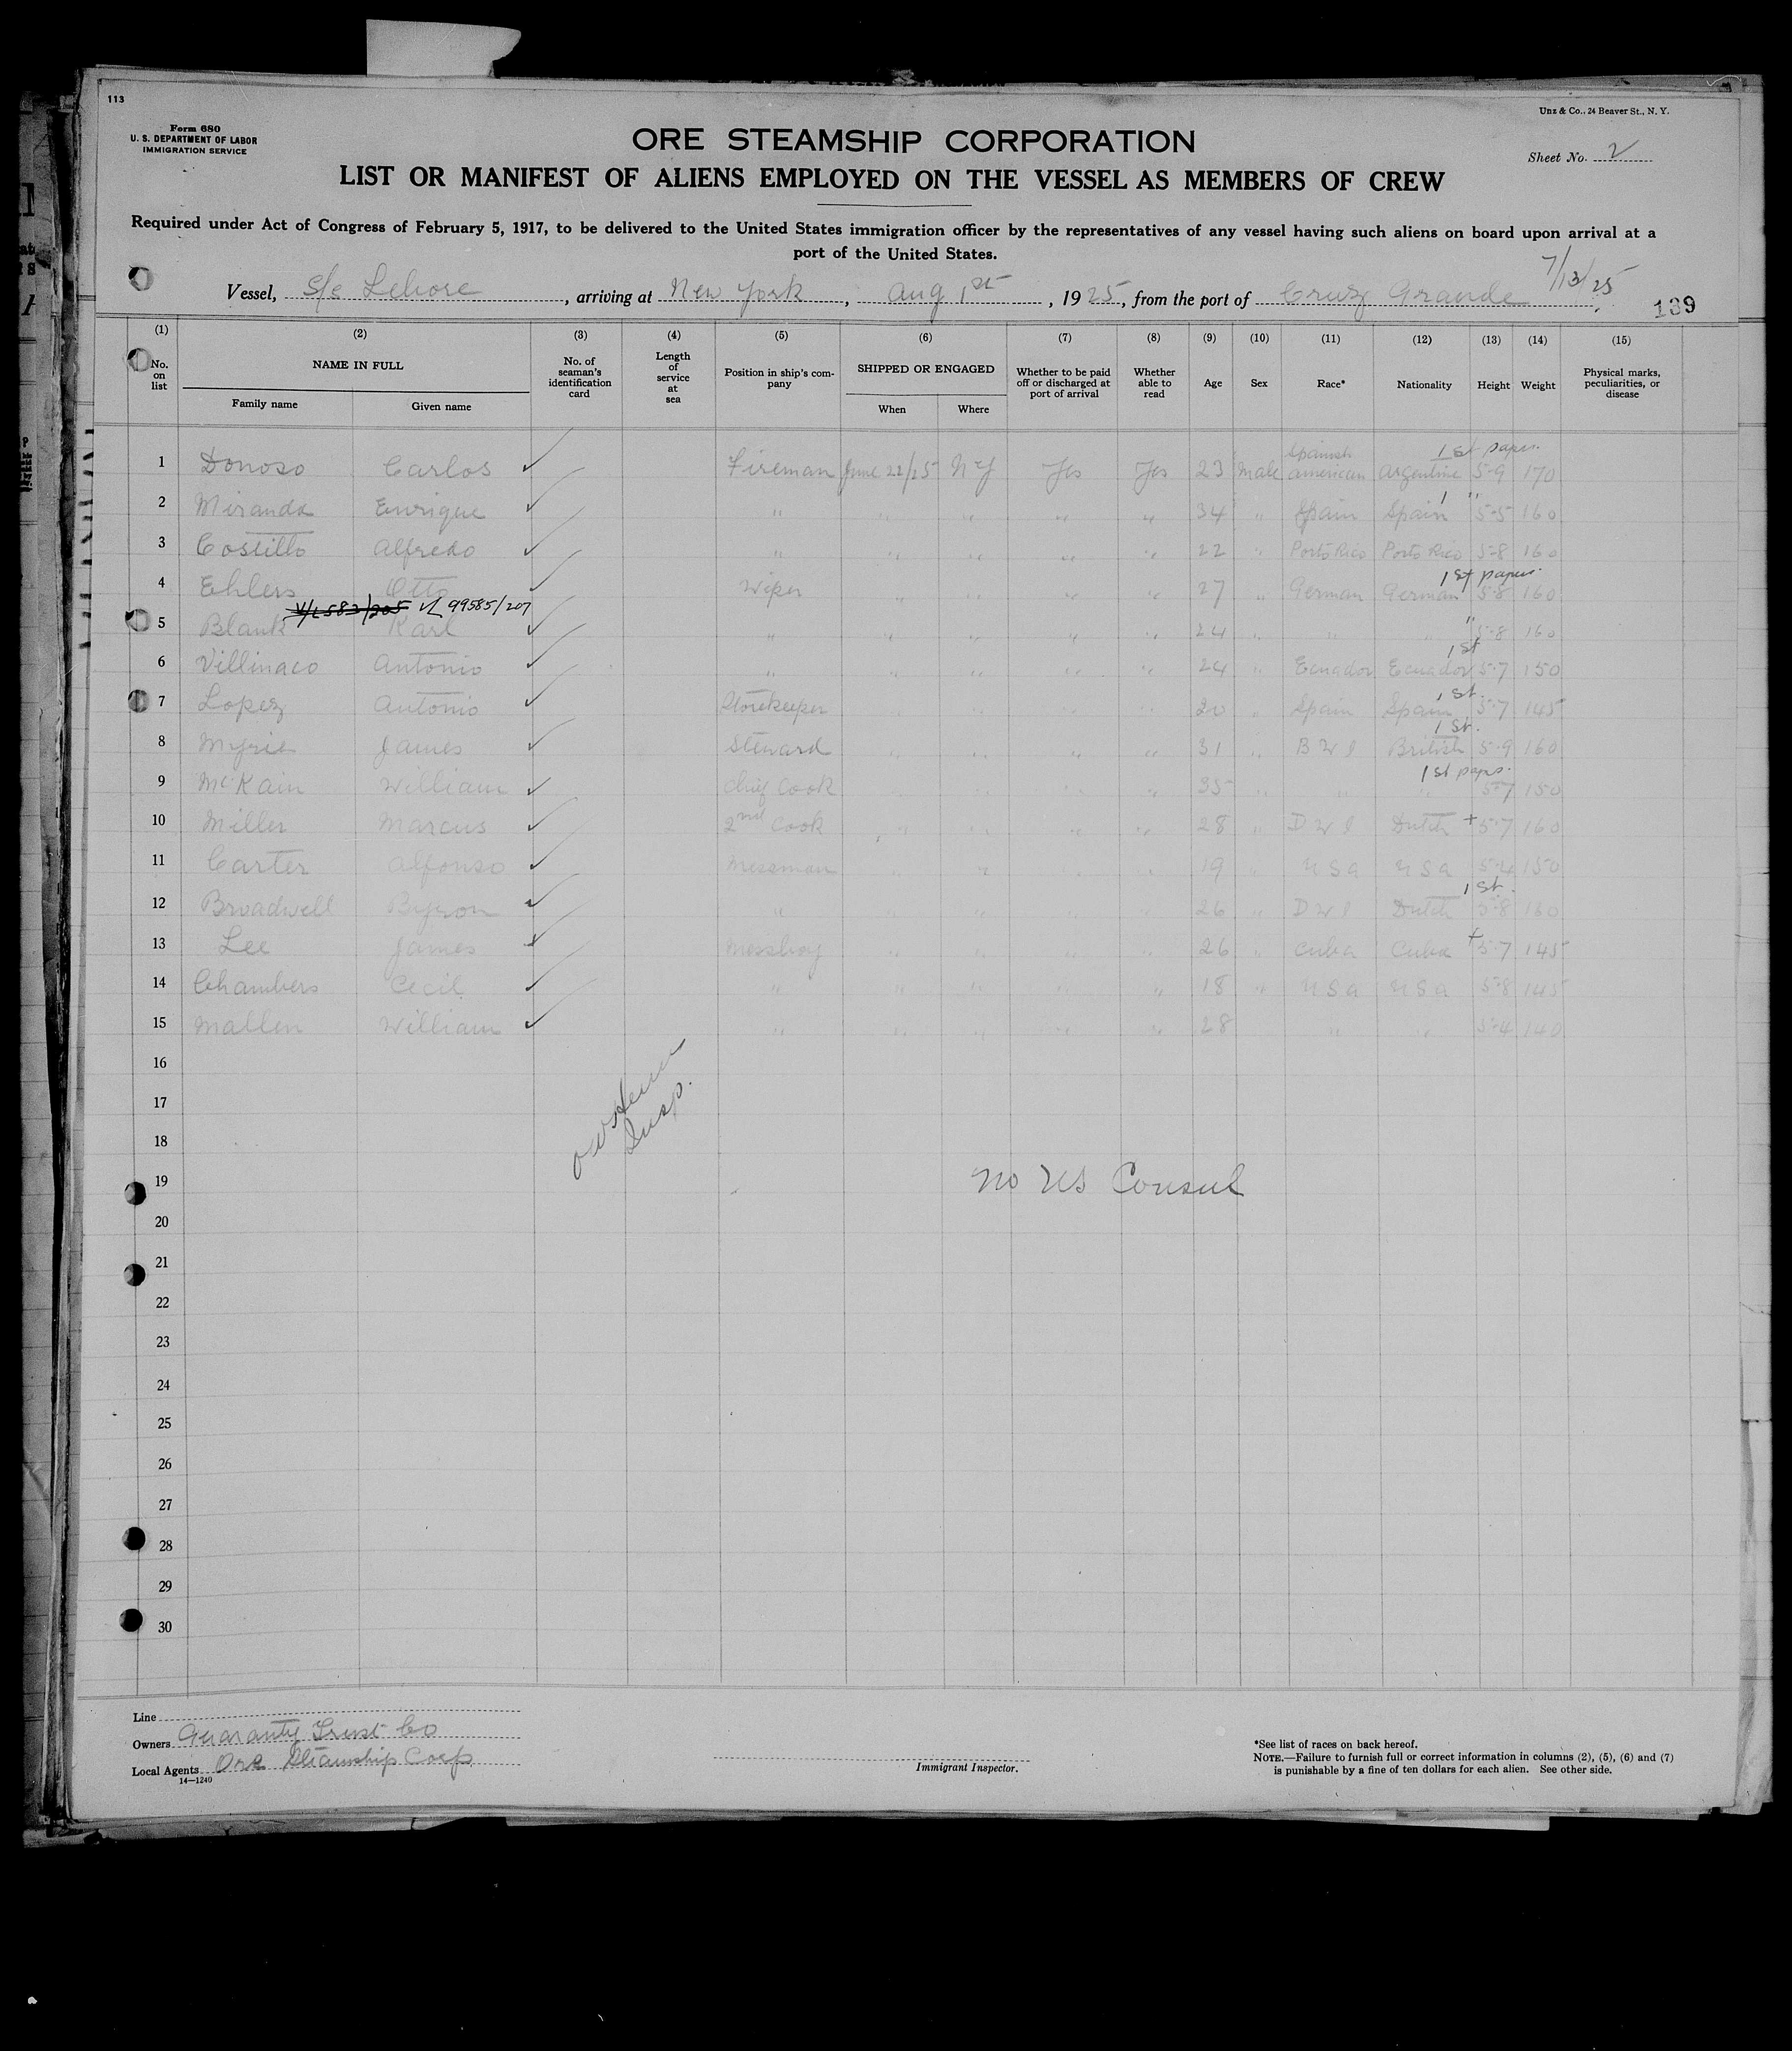 113
Form 680
U. S. DEPARTMENT OF LABOR
IMMIGRATION SERVICE
Unz & Co., 24 Beaver St., N. Y.
ORE STEAMSHIP CORPORATION
Sheet No. 2
LIST OR MANIFEST OF ALIENS EMPLOYED ON THE VESSEL AS MEMBERS OF CREW
Required under Act of Congress of February 5, 1917, to be delivered to the United States immigration officer by the representatives of any vessel having such aliens on board upon arrival at a
port of the United States.
7/13/25
Vessel, S/S Lehore, arriving at New York, Aug 1st, 1925, from the port of Cruz Grande
139
(1) (2) (3) (4) (5) (6) (7) (8) (9) (10) (11) (12) (13) (14) (15)
No. on list NAME IN FULL No. of seaman's identification card Length of service at sea Position in ship's company SHIPPED OR ENGAGED Whether to be paid off or discharged at port of arrival Whether able to read Age Sex Race* Nationality Height Weight Physical marks, peculiarities, or disease
Family name Given name When Where
1 Donoso Carlos ✓ Fireman June 22/25 N Y Yes Yes 23 Male Spanish American Argentine 1st paper. 5-9 170
2 Miranda Enrique ✓ " " " " " 34 " Spain Spain 1 " 5-5 160
3 Costillo Alfredo ✓ " " " " " 22 " Porto Rico Porto Rico 5-8 160
4 Ehlers Otto ✓ Wiper " " " " 27 " German German 1st papers. 5-8 160
99585/207
5 Blank Karl ✓ " " " " " 24 " " " " 5-8 160
6 Villinaco Antonio ✓ " " " " " 24 " Ecuador Ecuador 1st 5-7 150
7 Lopez Antonio ✓ Storekeeper " " " " 20 " Spain Spain 1st. 5-7 145
8 Myrie James ✓ Steward " " " " 31 " B W I British 1st. 5-9 160
9 McKain William ✓ Chief Cook " " " " 35 " " " 1st paps. 5-7 150
10 Miller Marcus ✓ 2nd Cook " " " " 28 " D W I Dutch + 5-7 160
11 Carter Alfonso ✓ Messman " " " " 19 " U S A U S A 5-4 150
12 Broadwell Byron ✓ " " " " " 26 " D W I Dutch 1st. 5-8 160
13 Lee James Messboy " " " " 26 " Cuba Cuba + 5-7 145
14 Chambers Cecil ✓ " " " " " 18 " U S A U S A 5-8 145
15 Mallen William ✓ " " " " " 28 " " 5-4 140
16
17
Insp.
18
19 No US Consul
20
21
22
23
24
25
26
27
28
29
30
Line
Owners Guaranty Trust Co
Local Agents Ore Steamship Corp.
14—1240
Immigrant Inspector.
*See list of races on back hereof.
NOTE.—Failure to furnish full or correct information in columns (2), (5), (6) and (7)
is punishable by a fine of ten dollars for each alien. See other side.